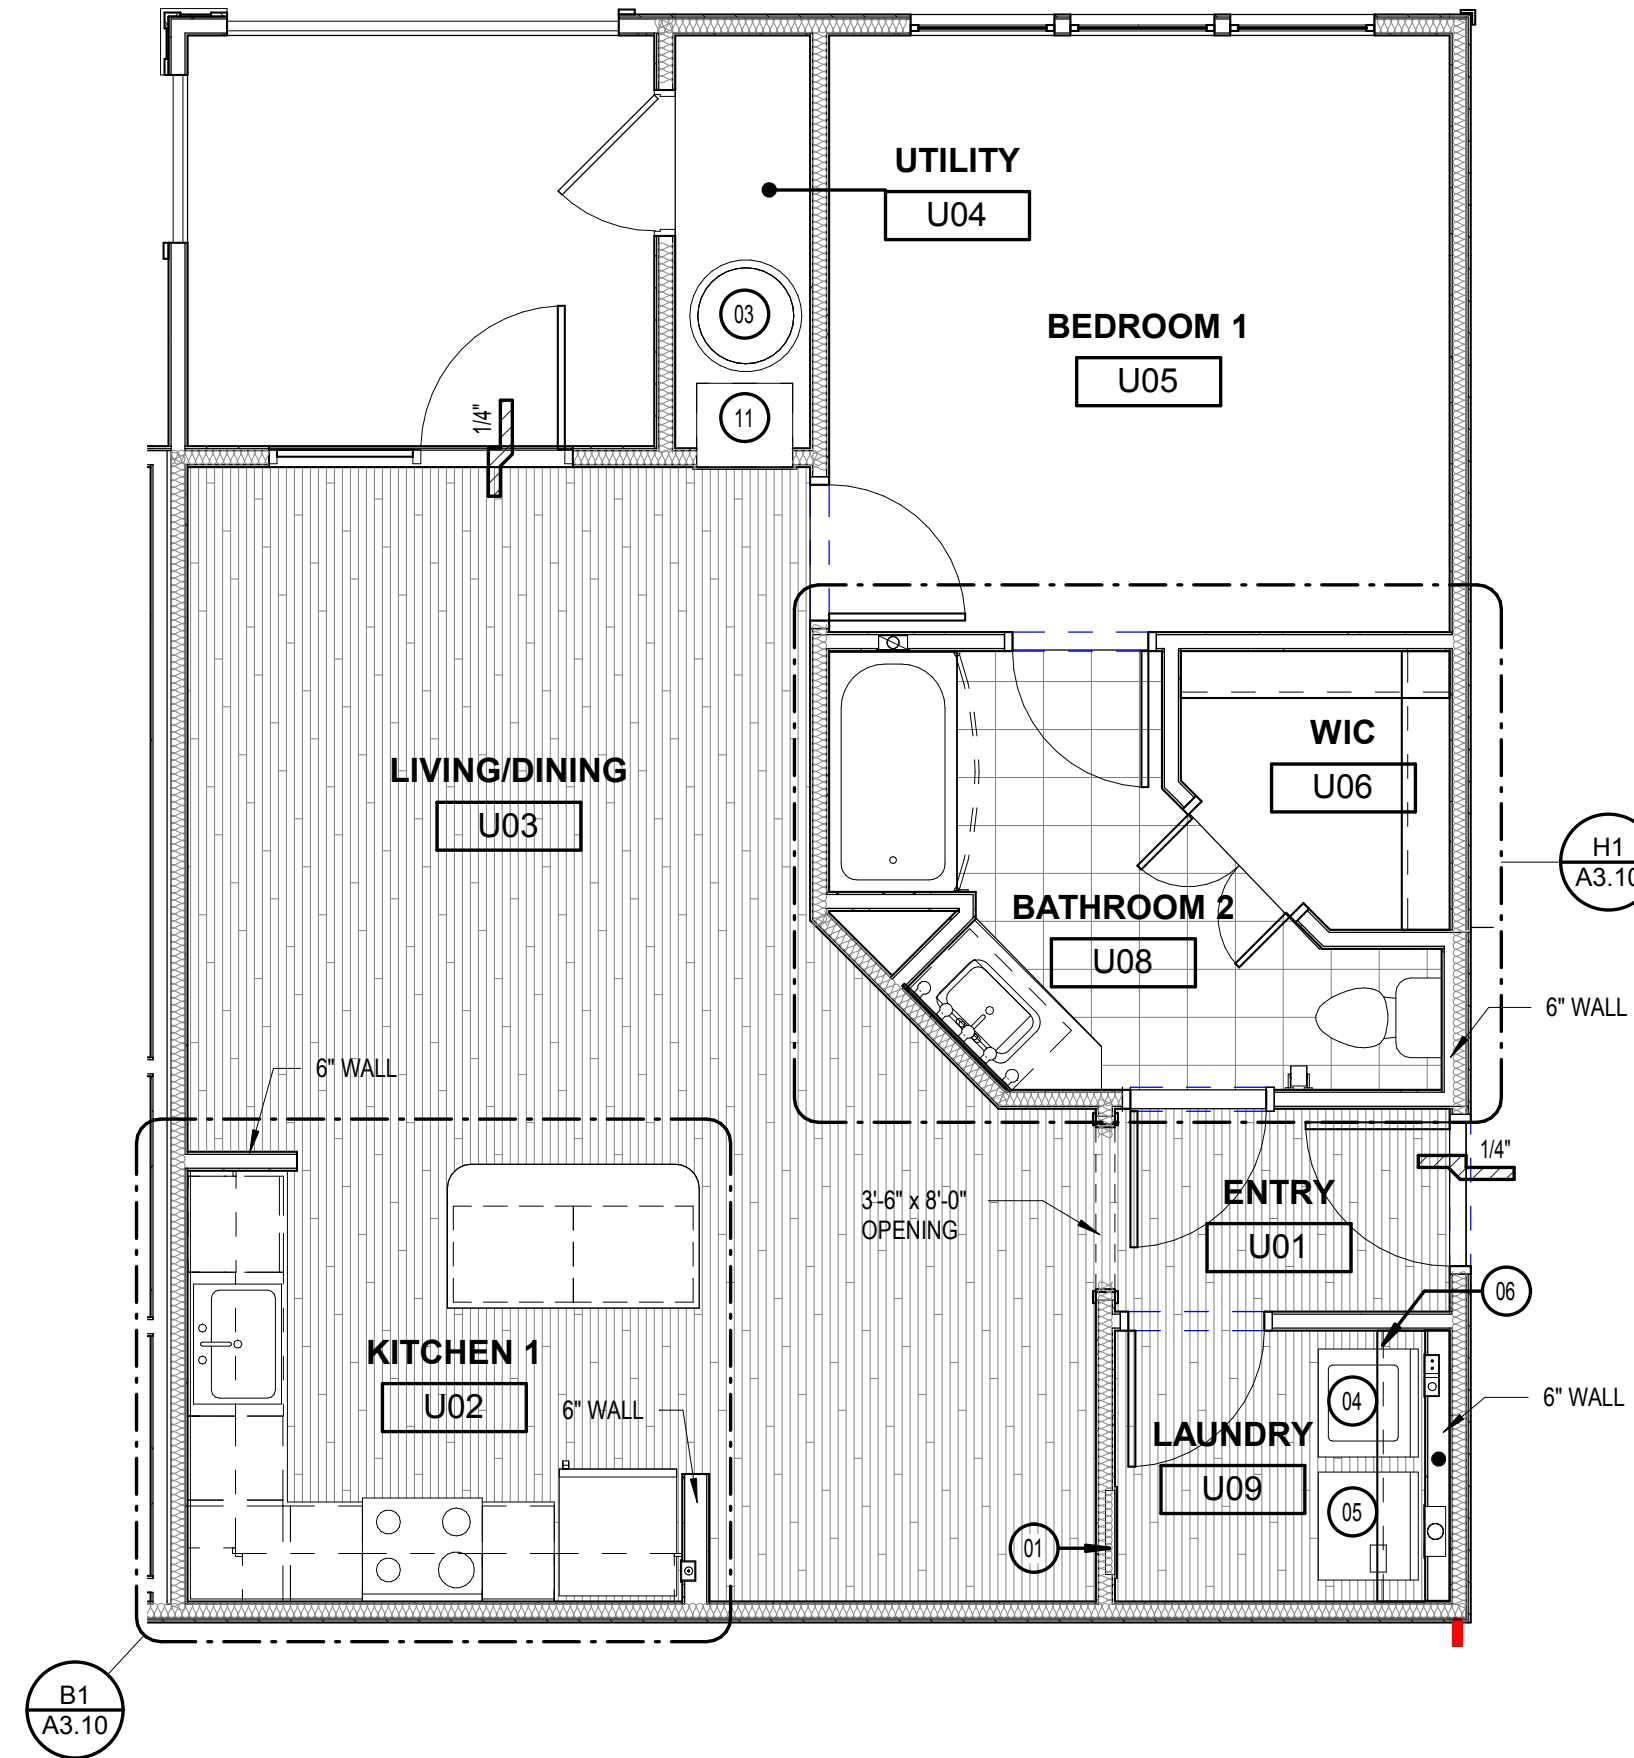 UTILITY
U04
03
BEDROOM 1
U05
11
1/4"
LIVING/DINING
U03
WIC
U06
H1
A3.10
BATHROOM 2
U08
6" WALL
6" WALL
1/4"
3'-6" x 8'-0"
OPENING
ENTRY
U01
06
KITCHEN 1
U02
6" WALL
04
6" WALL
LAUNDRY
U09
05
01
B1
A3.10